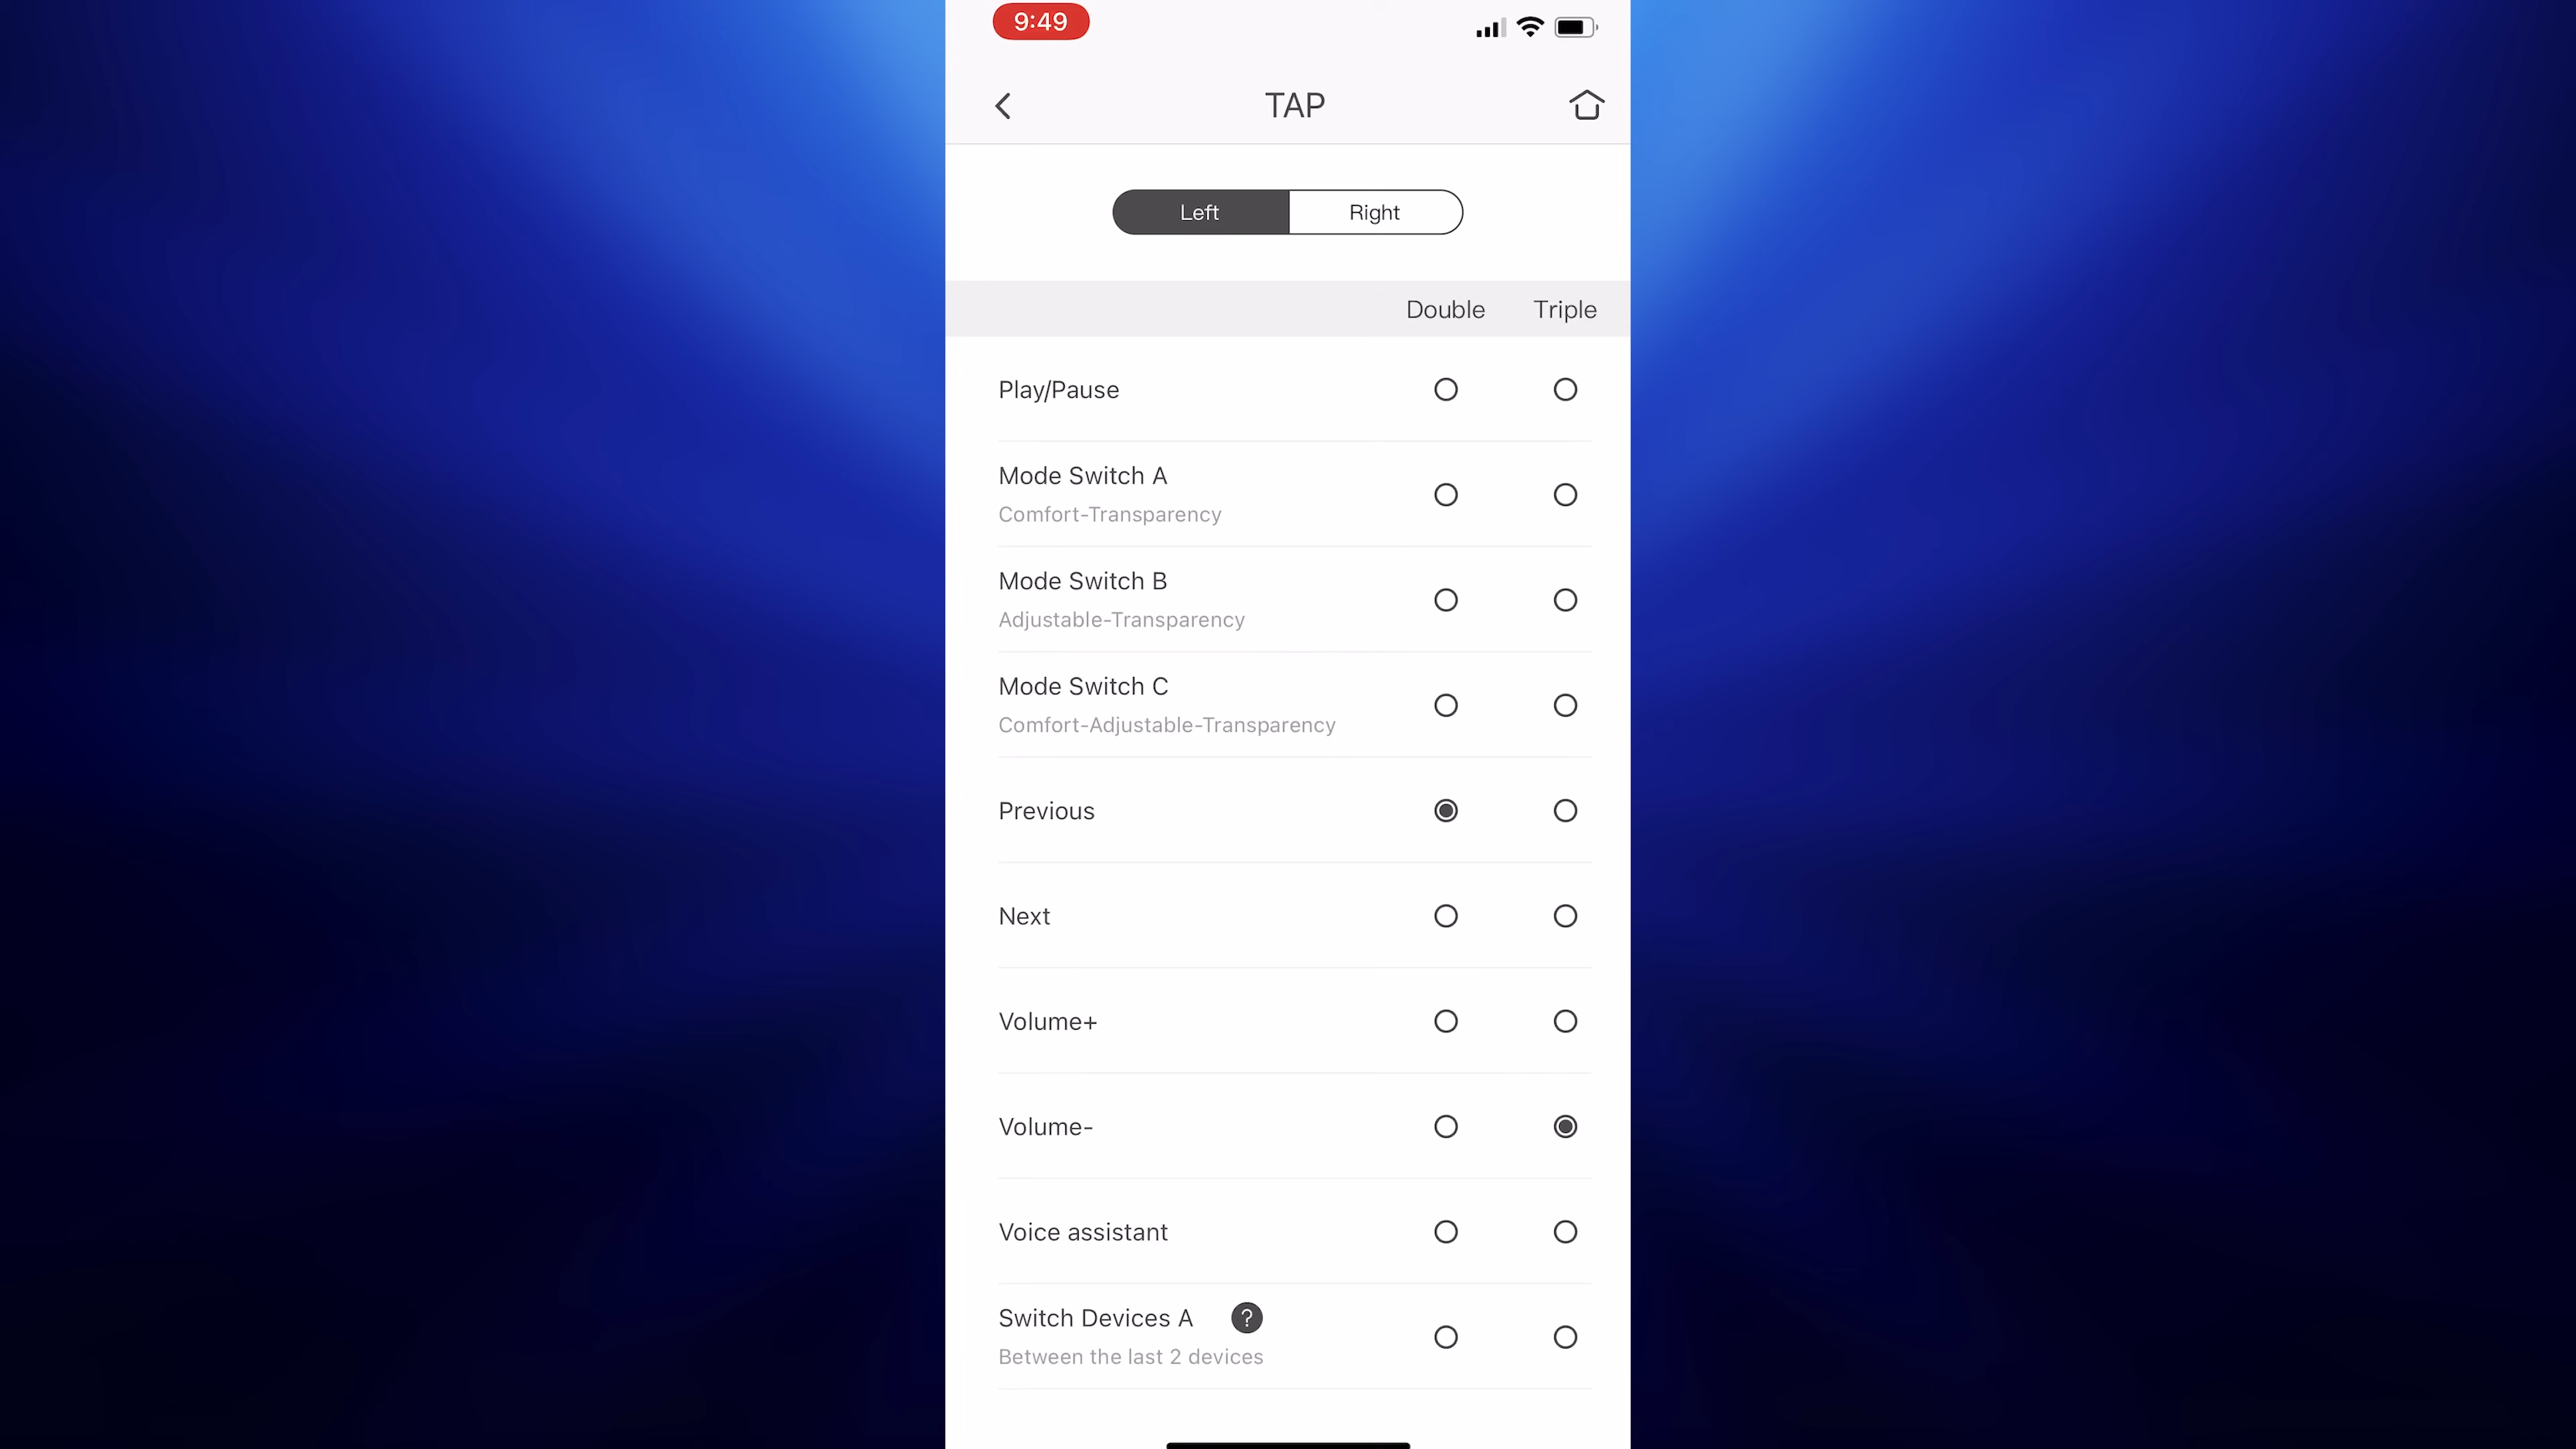 9:49
TAP
Left Right
Double Triple
Play/Pause
Mode Switch A
Comfort-Transparency
Mode Switch B
Adjustable-Transparency
Mode Switch C
Comfort-Adjustable-Transparency
Previous
Next
Volume+
Volume-
Voice assistant
Switch Devices A ?
Between the last 2 devices